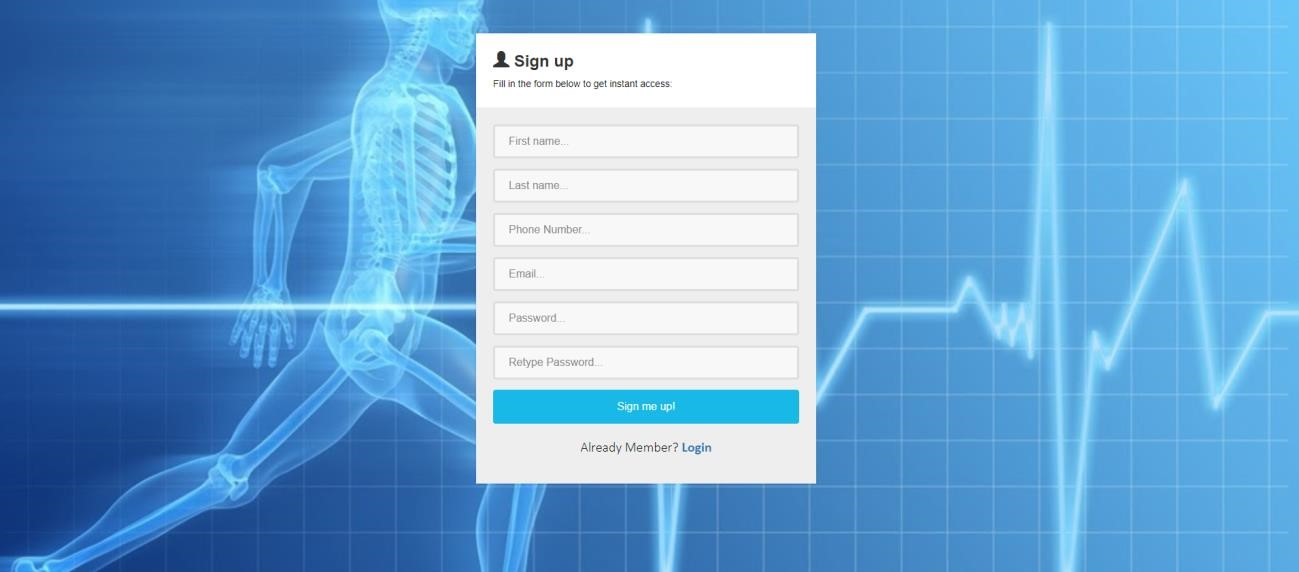 Sign up
Fill in the form below to get instant access:
First name...
Last name...
Phone Number...
Email...
Password...
Retype Password...
Sign me up!
Already Member? Login